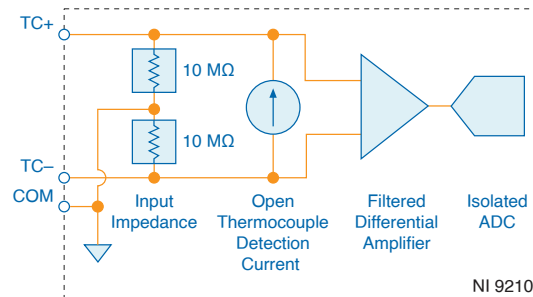 TC+
10 MΩ
10 MΩ
TC–
COM
Input
Impedance
Open
Thermocouple
Detection
Current
Filtered
Differential
Amplifier
Isolated
ADC
NI 9210